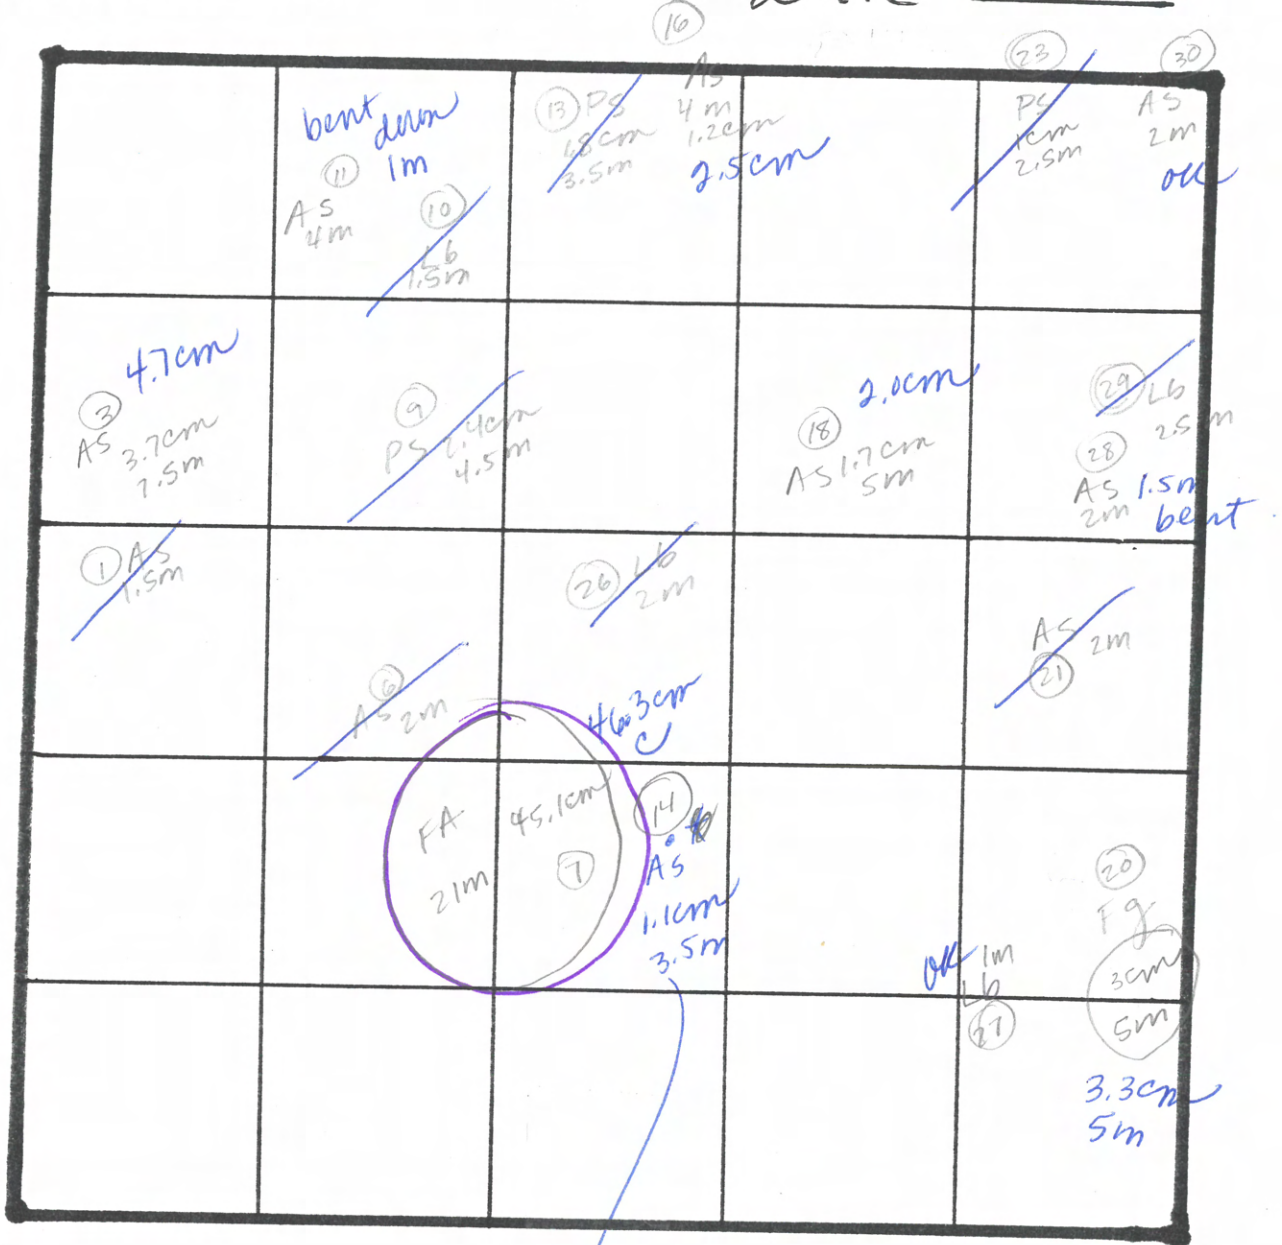 16
23
30
bent down
1m
11
AS
4m
10
Lb
1.5m
13 PS
1.8cm
3.5m
AS
4m
1.2cm
2.5cm
PS
1cm
2.5m
AS
2m
OK
4.7cm
3
AS 3.7cm
7.5m
9
PS 2.4cm
4.5m
2.0cm
18
AS 1.7cm
5m
29 Lb
2.5m
28
AS 1.5m
2m bent
1 AS
1.5m
26 Lb
2m
AS 2m
21
6
AS 2m
46.3cm
FA 45.1cm
21m 7
14
AS
1.1cm
3.5m
20
Fg
3cm
5m
OK 1m
Lb
27
3.3cm
5m